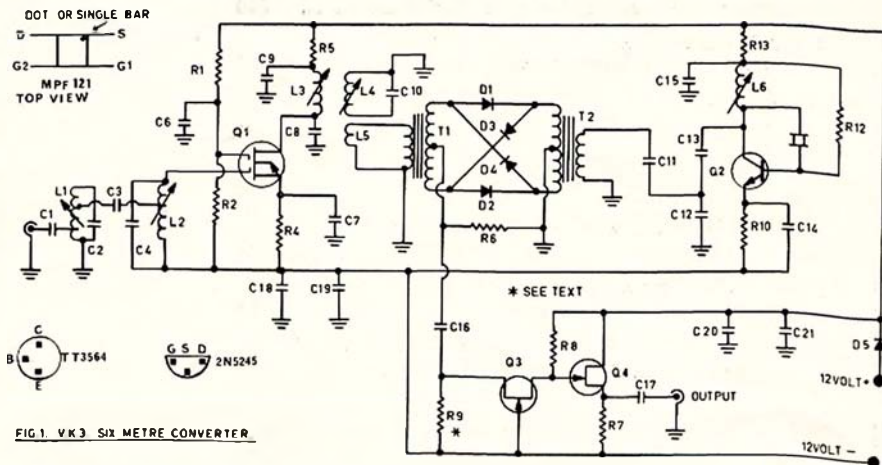 DOT OR SINGLE BAR
D S
G2 G1
MPF 121
TOP VIEW
R1
C9
R5
L3
L4
C10
C6
Q1
C8
L5
T1
D1
D3
D4
D2
T2
R13
C15
L6
R12
C13
Q2
C11
C12
R10
C14
L1
C3
C1
L2
C2
C4
R2
R4
C7
R6
C18
C19
* SEE TEXT
C
B TT3564
E
G S D
2N5245
C16
R8
Q3
Q4
C17
OUTPUT
C20
C21
D5
12VOLT+
R9
*
R7
12VOLT –
FIG.1. V.K.3. SIX METRE CONVERTER